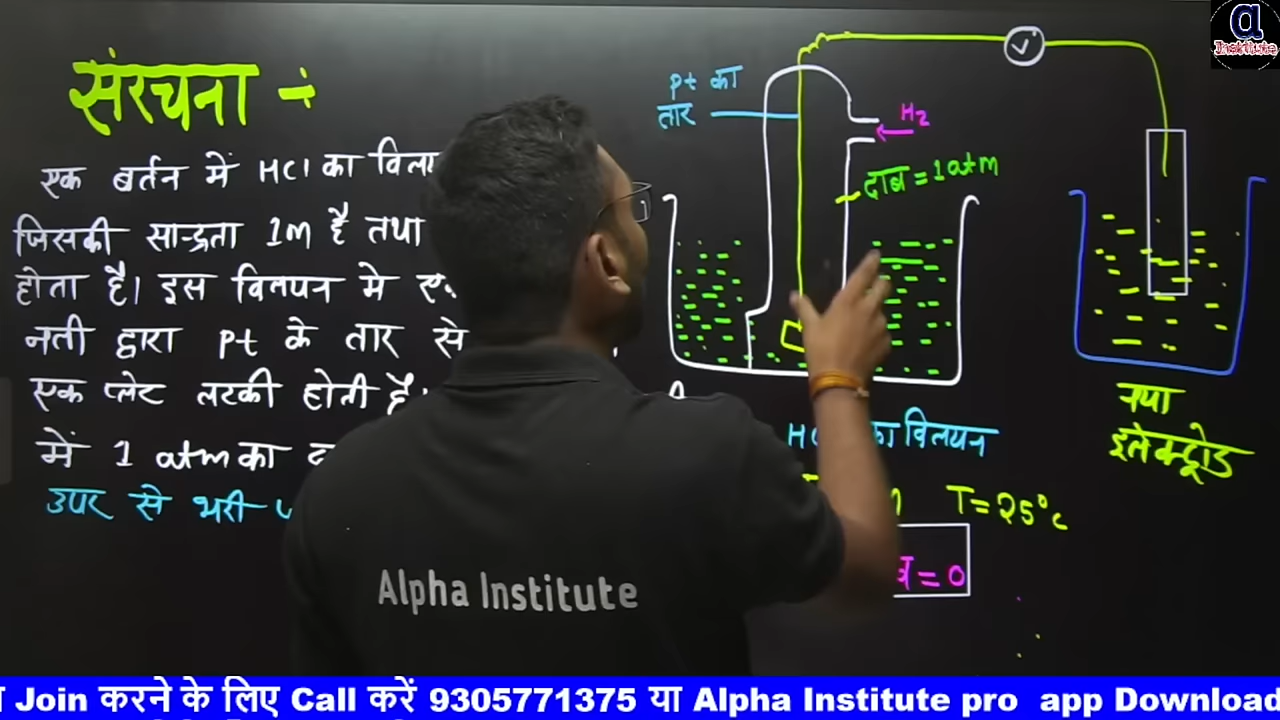 α
Institute
संरचना ÷
एक बर्तन में HCl का
जिसकी सान्द्रता 1m है तथा
होता है। इस विलयन मे
नली द्वारा pt के तार से
एक प्लेट लटकी होती है।
में 1 atm का
उपर से भरी
pt का
तार
H2
दाब = 1atm
V
का विलयन
T = 25°c
= 0
नया
इलेक्ट्रोड
Alpha Institute
Join करने के लिए Call करें 9305771375 या Alpha Institute pro app Download